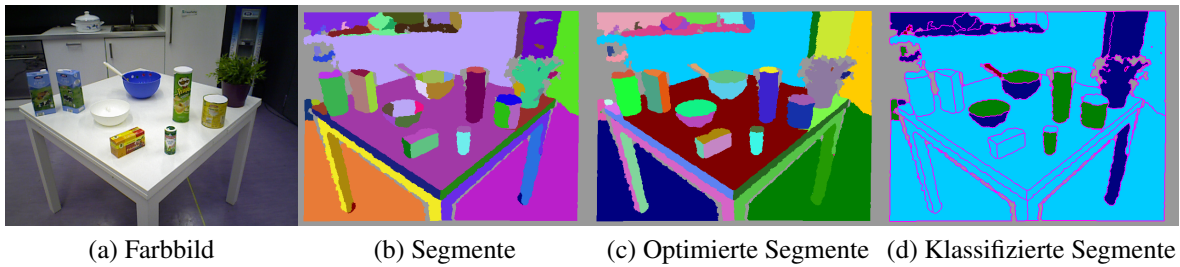 (a) Farbbild
(b) Segmente
(c) Optimierte Segmente
(d) Klassifizierte Segmente